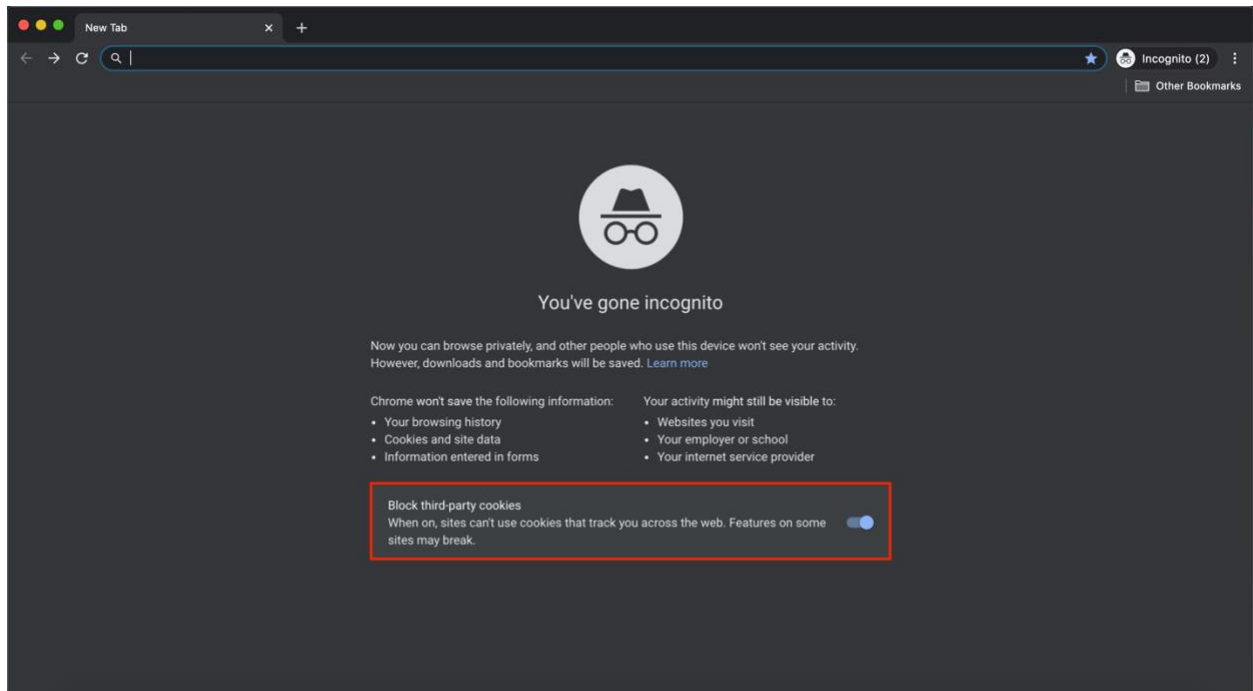 New Tab
Incognito (2)
Other Bookmarks
You've gone incognito
Now you can browse privately, and other people who use this device won't see your activity.
However, downloads and bookmarks will be saved. Learn more
Chrome won't save the following information:
• Your browsing history
• Cookies and site data
• Information entered in forms
Your activity might still be visible to:
• Websites you visit
• Your employer or school
• Your internet service provider
Block third-party cookies
When on, sites can't use cookies that track you across the web. Features on some
sites may break.